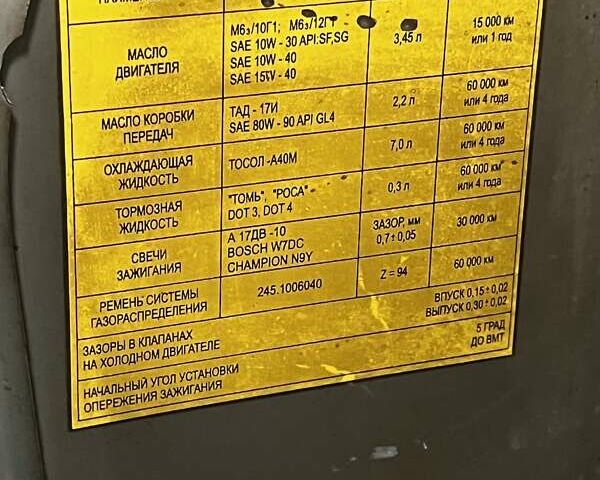 МАСЛО
ДВИГАТЕЛЯ
М6з/10Г1; М6з/12Г1
SAE 10W - 30 API:SF,SG
SAE 10W - 40
SAE 15W - 40
3,45 л
15 000 км
или 1 год
МАСЛО КОРОБКИ
ПЕРЕДАЧ
ТАД - 17И
SAE 80W - 90 API GL4
2,2 л
60 000 км
или 4 года
ОХЛАЖДАЮЩАЯ
ЖИДКОСТЬ
ТОСОЛ -А40М
7,0 л
60 000 км
или 4 года
ТОРМОЗНАЯ
ЖИДКОСТЬ
"ТОМЬ", "РОСА"
DOT 3, DOT 4
0,3 л
60 000 км
или 4 года
СВЕЧИ
ЗАЖИГАНИЯ
А 17ДВ -10
BOSCH W7DC
CHAMPION N9Y
ЗАЗОР, мм
0,7 ± 0,05
30 000 км
РЕМЕНЬ СИСТЕМЫ
ГАЗОРАСПРЕДЕЛЕНИЯ
245.1006040
Z = 94
60 000 км
ЗАЗОРЫ В КЛАПАНАХ
НА ХОЛОДНОМ ДВИГАТЕЛЕ
ВПУСК 0,15 ± 0,02
ВЫПУСК 0,30 ± 0,02
НАЧАЛЬНЫЙ УГОЛ УСТАНОВКИ
ОПЕРЕЖЕНИЯ ЗАЖИГАНИЯ
5 ГРАД
ДО ВМТ